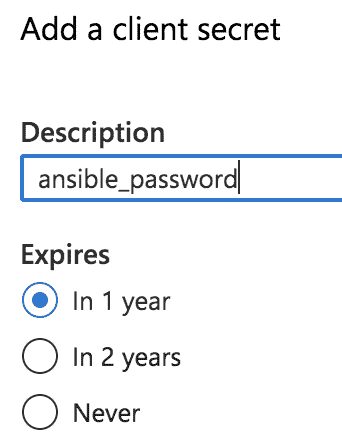 Add a client secret
Description
ansible_password
Expires
In 1 year
In 2 years
Never